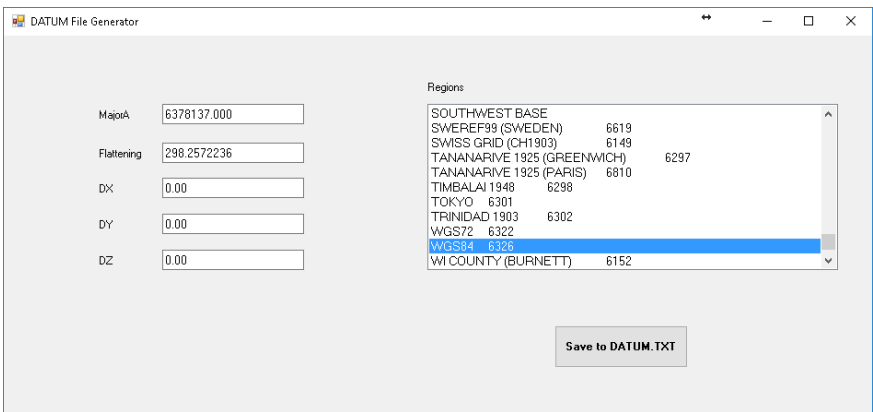 DATUM File Generator
MajorA 6378137.000
Flattening 298.2572236
DX 0.00
DY 0.00
DZ 0.00
Regions
SOUTHWEST BASE
SWEREF99 (SWEDEN) 6619
SWISS GRID (CH1903) 6149
TANANARIVE 1925 (GREENWICH) 6297
TANANARIVE 1925 (PARIS) 6810
TIMBALAI 1948 6298
TOKYO 6301
TRINIDAD 1903 6302
WGS72 6322
WGS84 6326
WI COUNTY (BURNETT) 6152
Save to DATUM.TXT